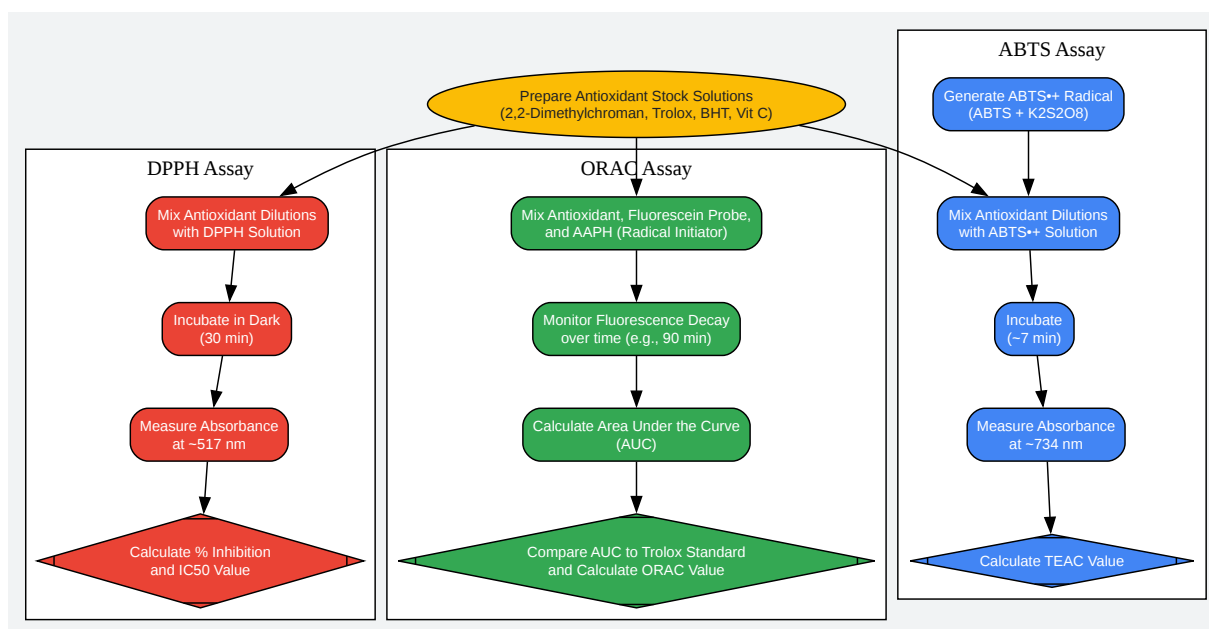 ABTS Assay
Prepare Antioxidant Stock Solutions
(2,2-Dimethylchroman, Trolox, BHT, Vit C)
Generate ABTS•+ Radical
(ABTS + K2S2O8)
DPPH Assay
ORAC Assay
Mix Antioxidant Dilutions
with DPPH Solution
Mix Antioxidant, Fluorescein Probe,
and AAPH (Radical Initiator)
Mix Antioxidant Dilutions
with ABTS•+ Solution
Incubate in Dark
(30 min)
Monitor Fluorescence Decay
over time (e.g., 90 min)
Incubate
(~7 min)
Measure Absorbance
at ~517 nm
Calculate Area Under the Curve
(AUC)
Measure Absorbance
at ~734 nm
Calculate % Inhibition
and IC50 Value
Compare AUC to Trolox Standard
and Calculate ORAC Value
Calculate TEAC Value